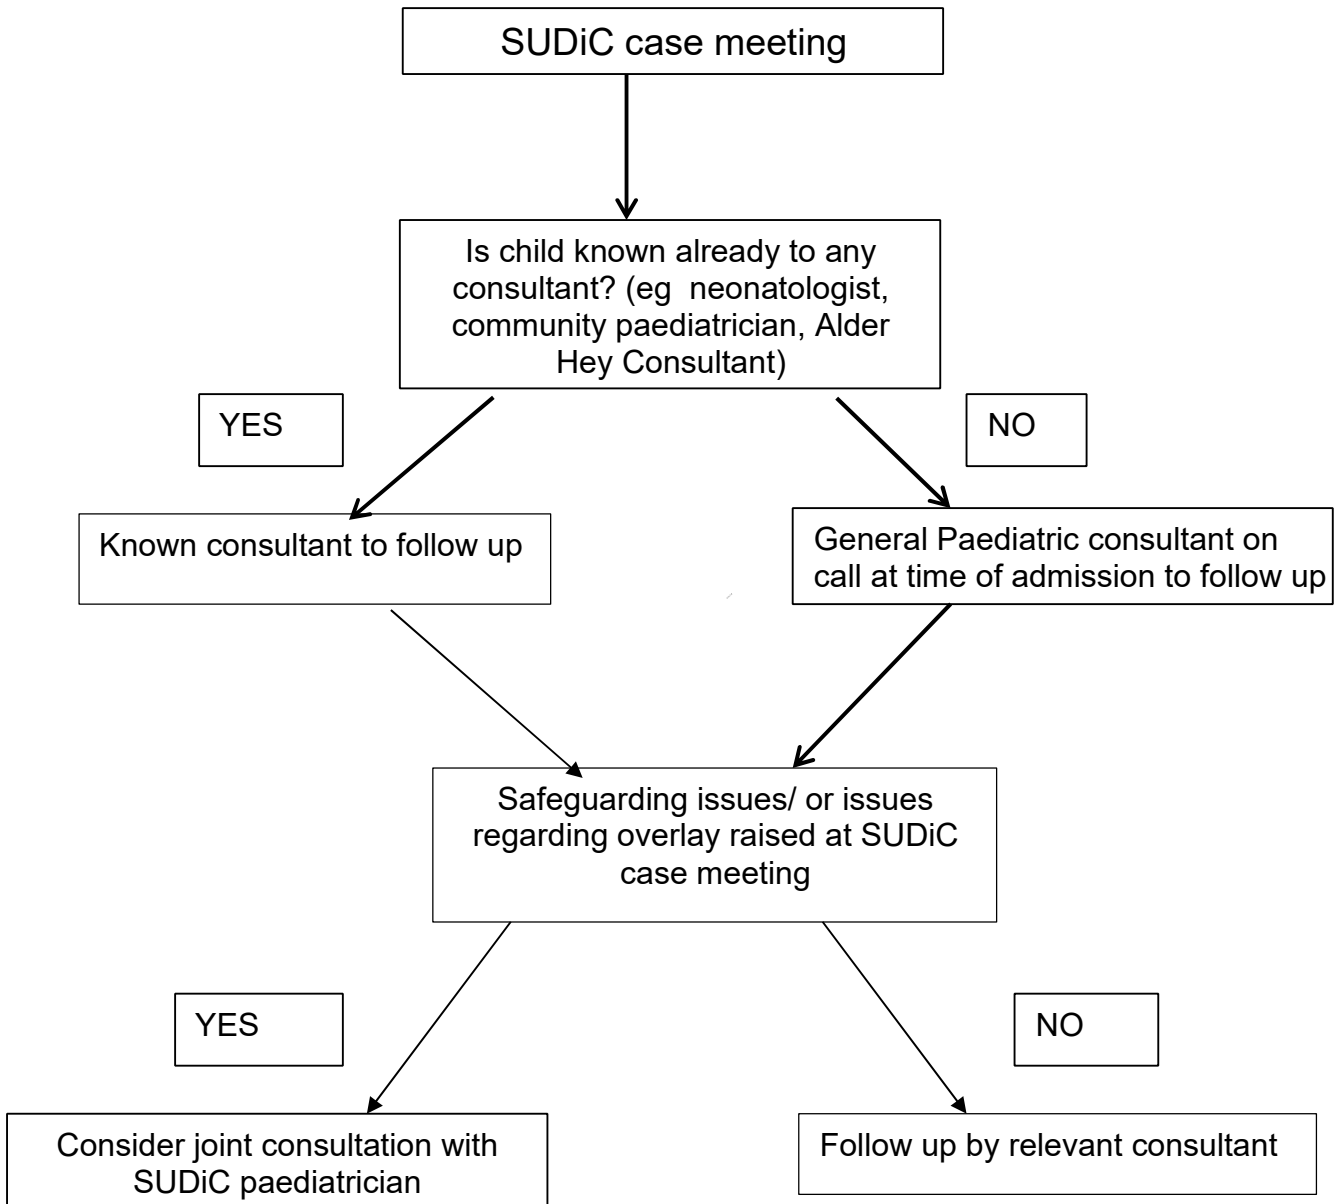 SUDiC case meeting
Is child known already to any
consultant? (eg  neonatologist,
community paediatrician, Alder
Hey Consultant)
YES
NO
Known consultant to follow up
General Paediatric consultant on
call at time of admission to follow up
Safeguarding issues/ or issues
regarding overlay raised at SUDiC
case meeting
YES
NO
Consider joint consultation with
SUDiC paediatrician
Follow up by relevant consultant